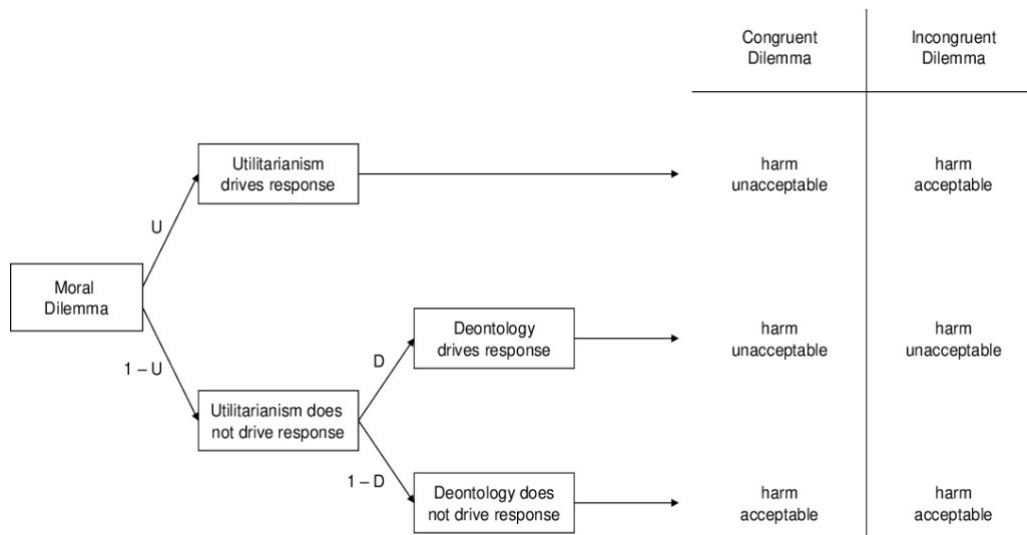 Congruent
Dilemma
Incongruent
Dilemma
Utilitarianism
drives response
harm
unacceptable
harm
acceptable
U
Moral
Dilemma
Deontology
drives response
harm
unacceptable
harm
unacceptable
1 – U
D
Utilitarianism does
not drive response
1 – D
Deontology does
not drive response
harm
acceptable
harm
acceptable